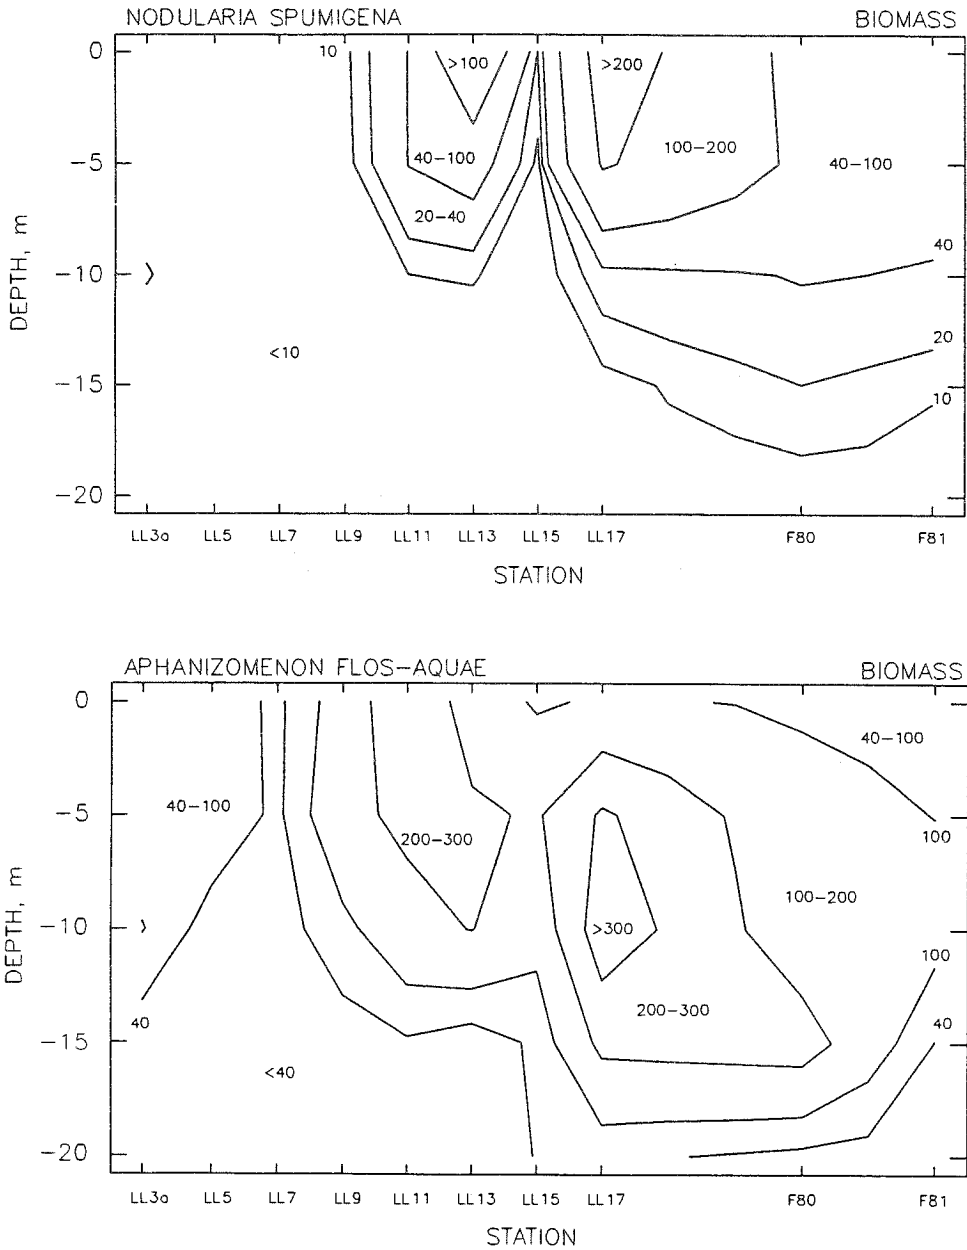 NODULARIA SPUMIGENA BIOMASS
0
10 >100 >200
-5
40-100 100-200 40-100
20-40
40
-10
20
<10
-15
10
-20
LL3a LL5 LL7 LL9 LL11 LL13 LL15 LL17 F80 F81
STATION
DEPTH, m
APHANIZOMENON FLOS-AQUAE BIOMASS
0
40-100
40-100
-5
200-300 100
100-200
-10 >300
100
40 200-300 40
-15
<40
-20
LL3a LL5 LL7 LL9 LL11 LL13 LL15 LL17 F80 F81
STATION
DEPTH, m